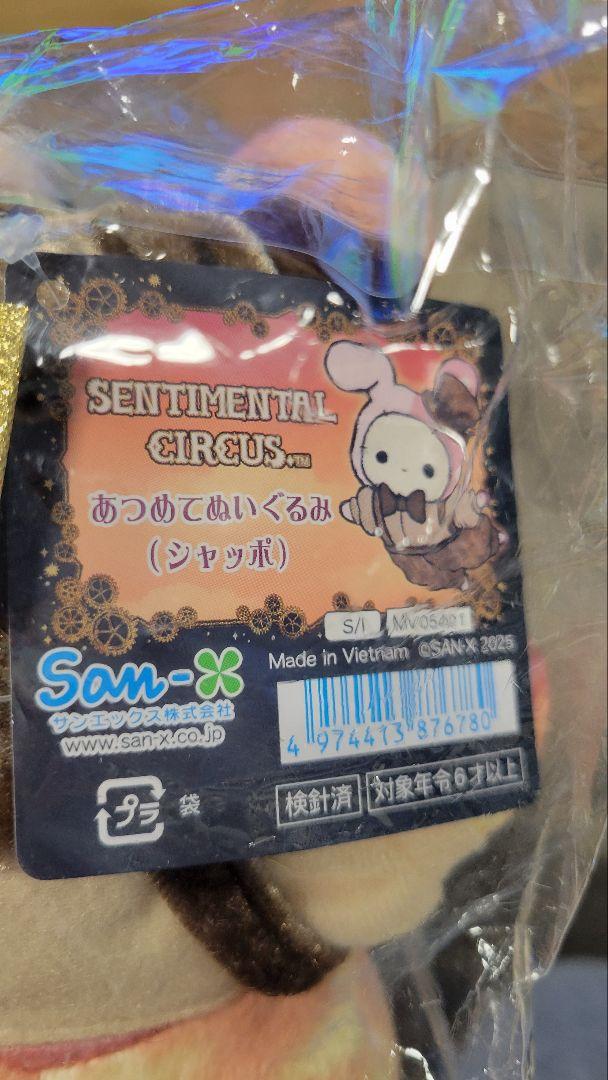 SENTIMENTAL
CIRCUS.™
あつめてぬいぐるみ
(シャッポ)
S/I MV05401
Made in Vietnam ©SAN-X 2025
San-X
サンエックス株式会社
www.san-x.co.jp
4 974413 876780
プラ 袋
検針済 対象年令6才以上